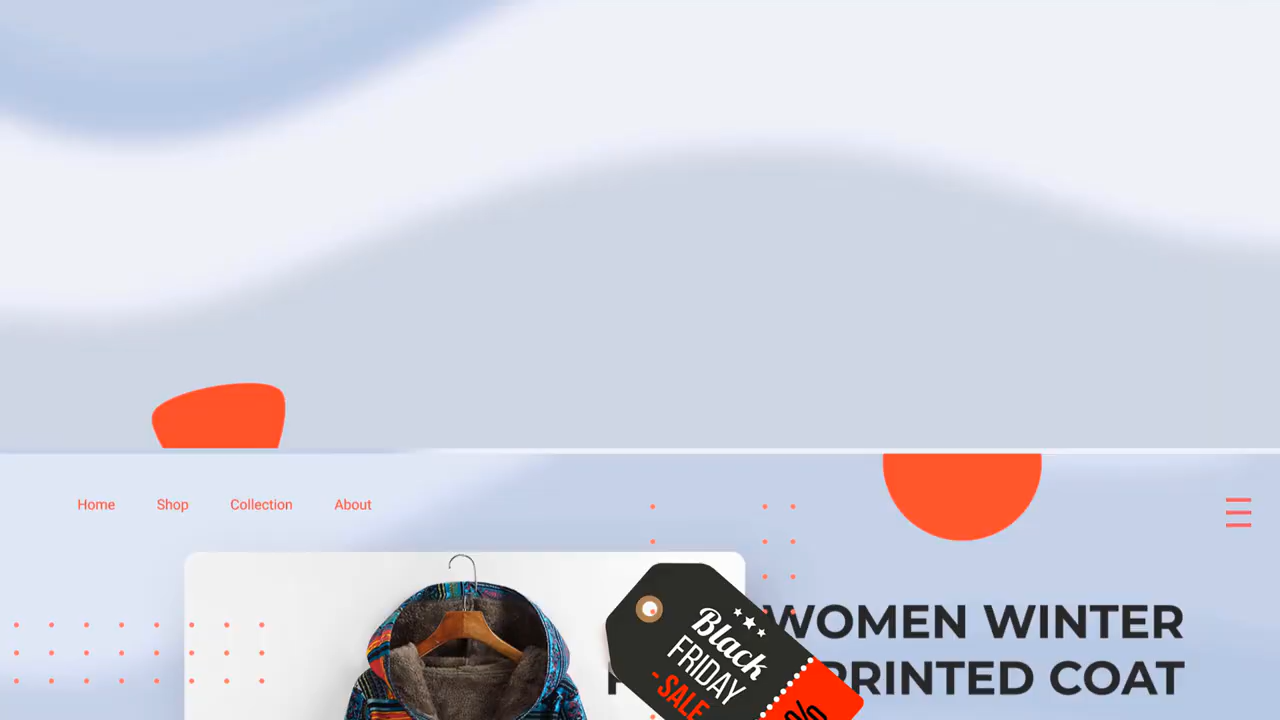 Home Shop Collection About
WOMEN WINTER
PRINTED COAT
Black
FRIDAY
- SALE
%